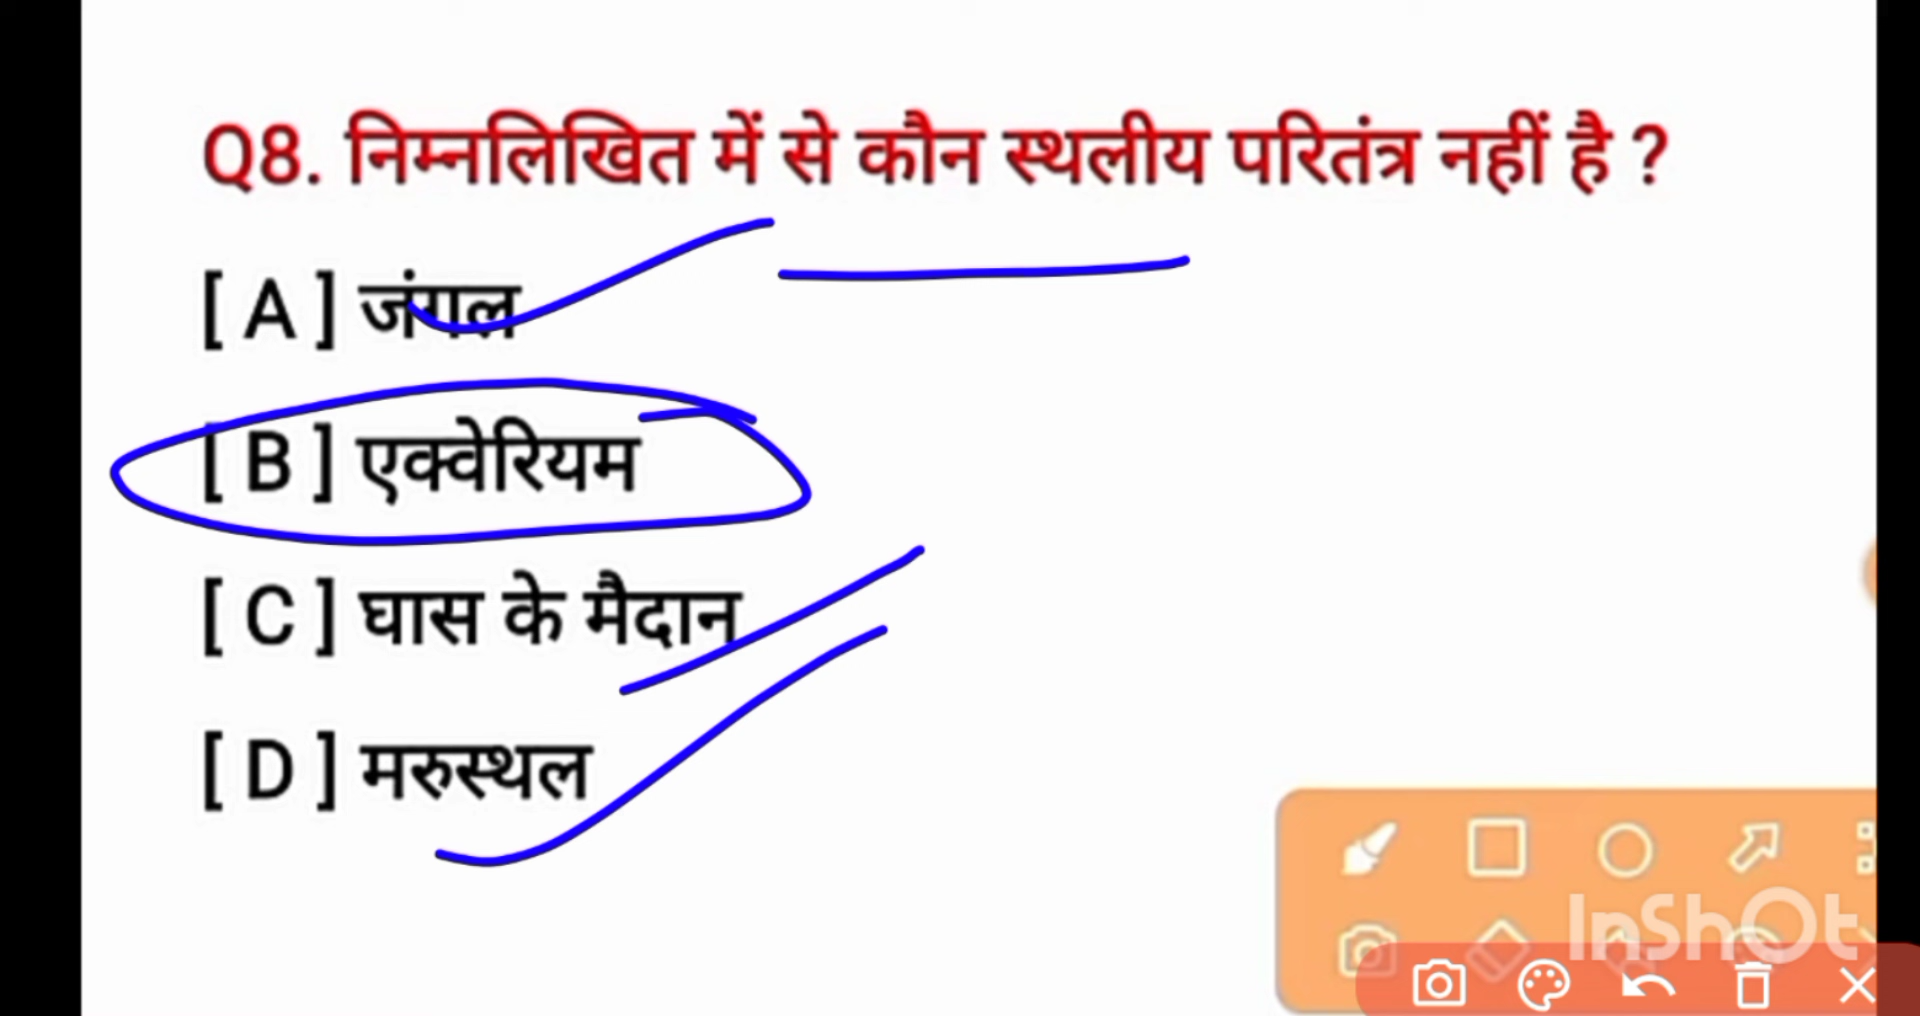 Q8. निम्नलिखित में से कौन स्थलीय परितंत्र नहीं है ?
[ A ] जंगल
[ B ] एक्वेरियम
[ C ] घास के मैदान
[ D ] मरुस्थल
InShOt